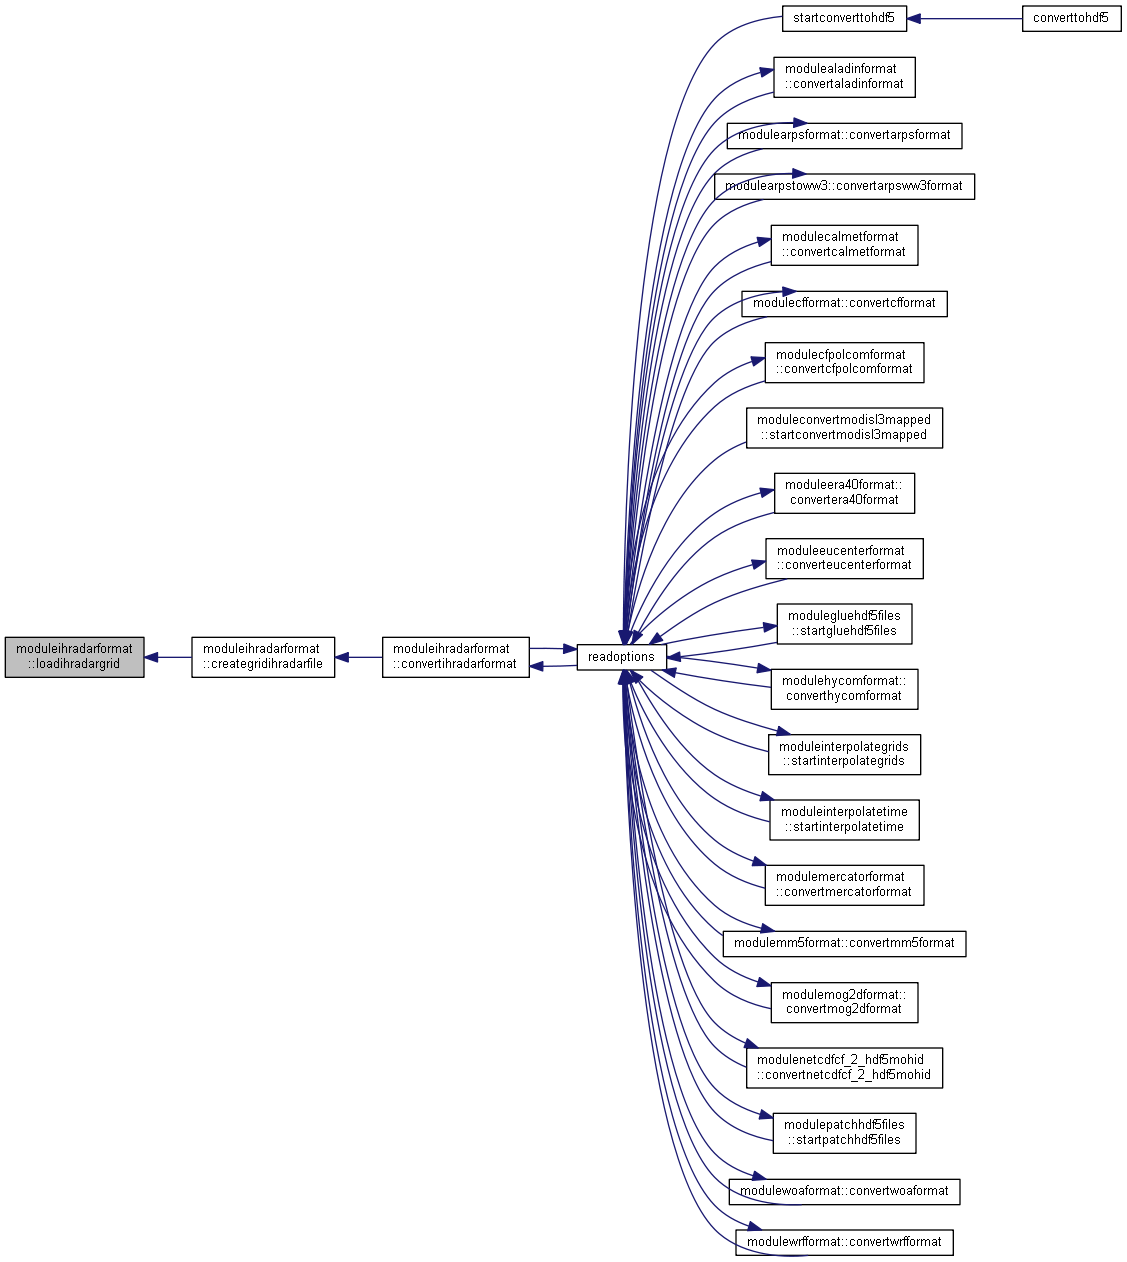 startconverttohdf5
converttohdf5
modulealadinformat
::convertaladinformat
modulearpsformat::convertarpsformat
modulearpstoww3::convertarpsww3format
modulecalmetformat
::convertcalmetformat
modulecfformat::convertcfformat
modulecfpolcomformat
::convertcfpolcomformat
moduleconvertmodisl3mapped
::startconvertmodisl3mapped
moduleera40format::
convertera40format
moduleeucenterformat
::converteucenterformat
modulegluehdf5files
::startgluehdf5files
moduleihradarformat
::loadihradargrid
moduleihradarformat
::creategridihradarfile
moduleihradarformat
::convertihradarformat
readoptions
modulehycomformat::
converthycomformat
moduleinterpolategrids
::startinterpolategrids
moduleinterpolatetime
::startinterpolatetime
modulemercatorformat
::convertmercatorformat
modulemm5format::convertmm5format
modulemog2dformat::
convertmog2dformat
modulenetcdfcf_2_hdf5mohid
::convertnetcdfcf_2_hdf5mohid
modulepatchhdf5files
::startpatchhdf5files
modulewoaformat::convertwoaformat
modulewrfformat::convertwrfformat